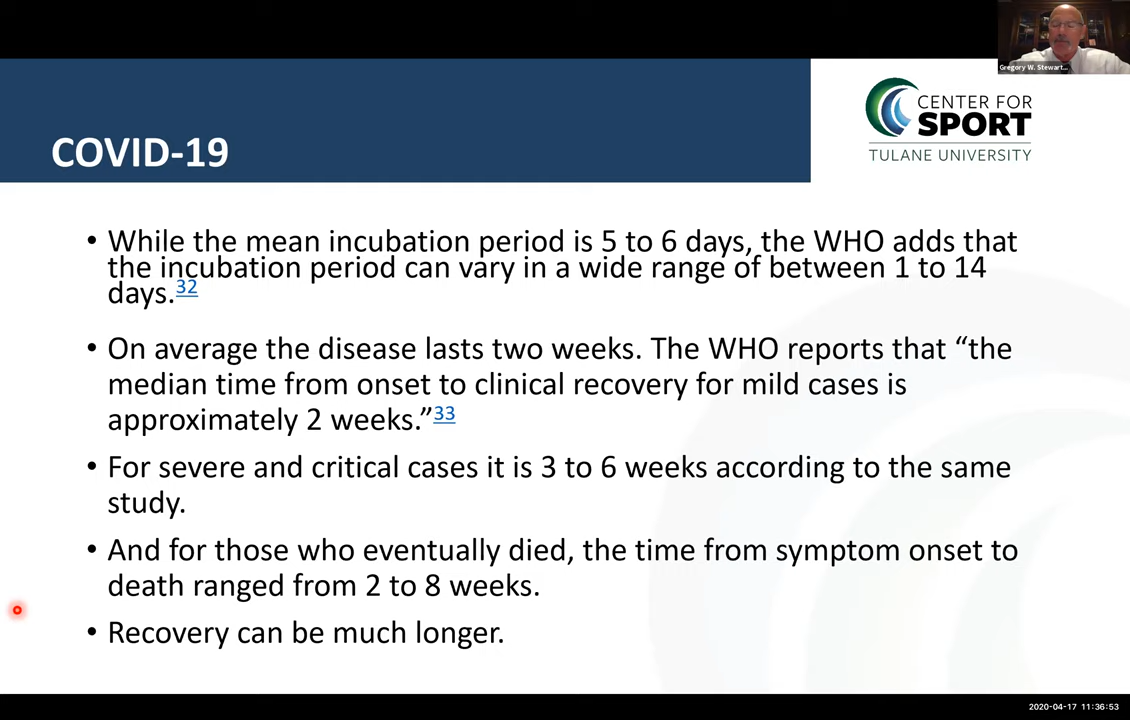 Gregory W. Stewart...
CENTER FOR
SPORT
TULANE UNIVERSITY
COVID-19
• While the mean incubation period is 5 to 6 days, the WHO adds that
the incubation period can vary in a wide range of between 1 to 14
days.32
• On average the disease lasts two weeks. The WHO reports that “the
median time from onset to clinical recovery for mild cases is
approximately 2 weeks.”33
• For severe and critical cases it is 3 to 6 weeks according to the same
study.
• And for those who eventually died, the time from symptom onset to
death ranged from 2 to 8 weeks.
• Recovery can be much longer.
2020-04-17 11:36:53